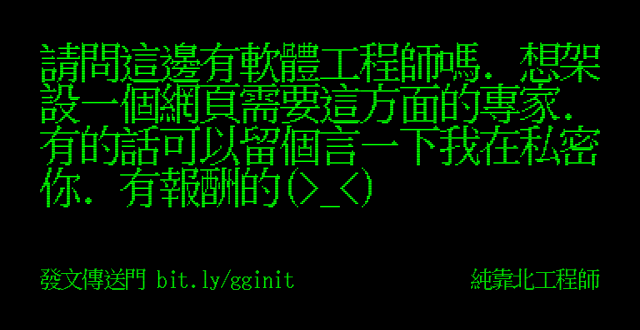 請問這邊有軟體工程師嗎. 想架
設一個網頁需要這方面的專家.
有的話可以留個言一下我在私密
你. 有報酬的(>_<)
發文傳送門 bit.ly/gginit
純靠北工程師